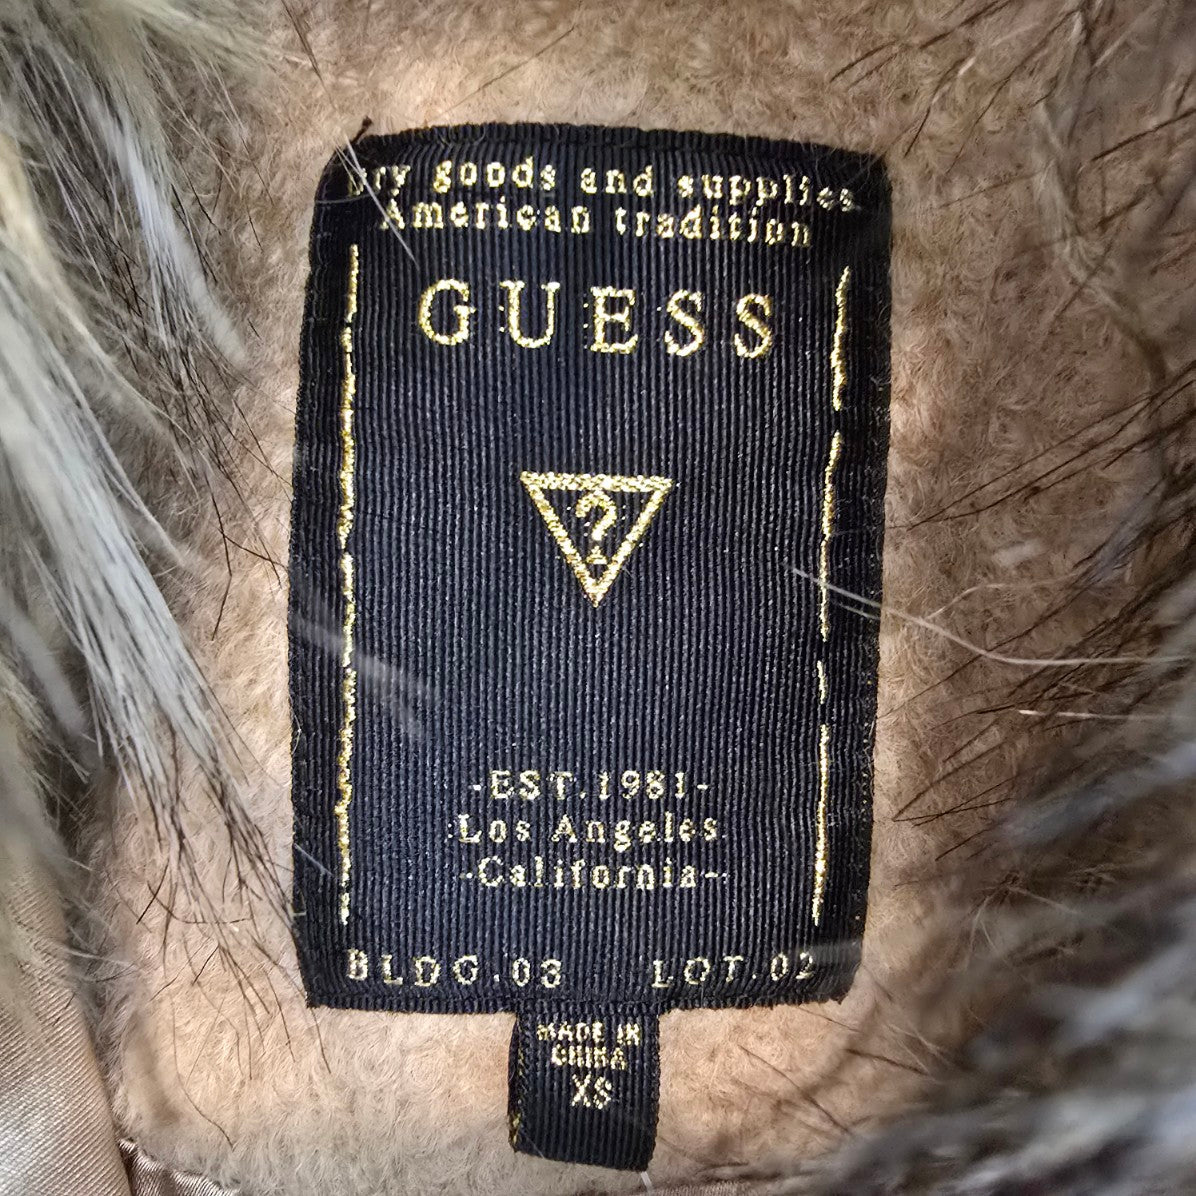 Dry goods and supplies
American tradition
GUESS
?
-EST.1981-
Los Angeles
-California-
BLDG.03 LOT.02
MADE IN
CHINA
XS